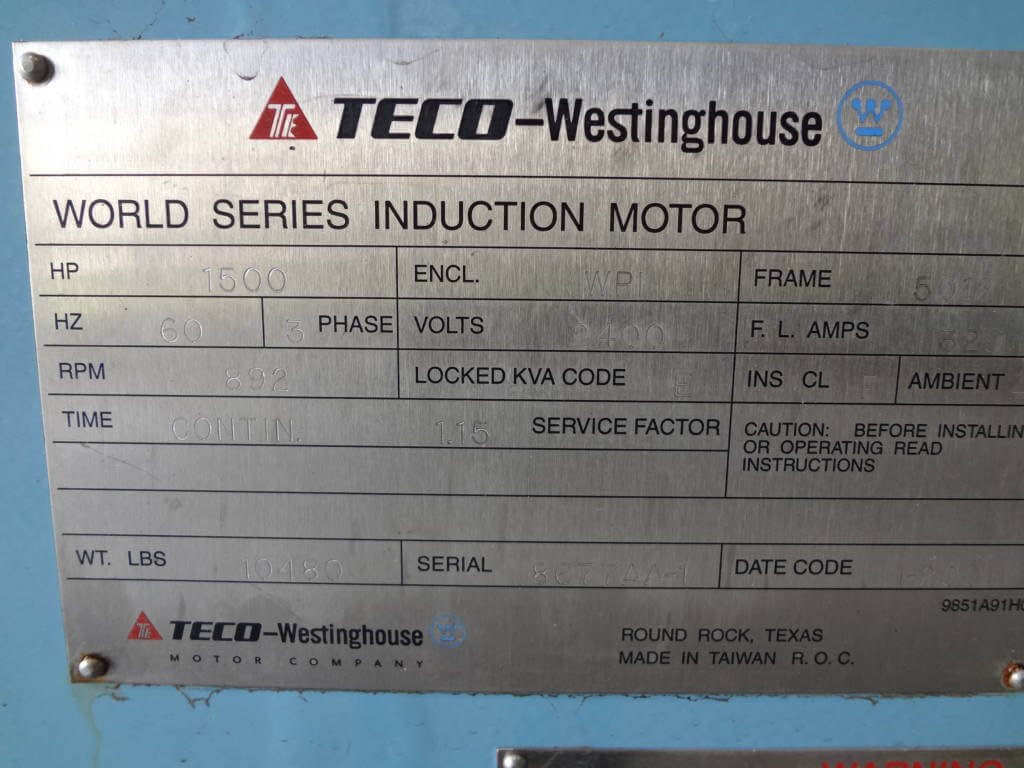 TECO-Westinghouse W
WORLD SERIES INDUCTION MOTOR
HP 1500 ENCL. FRAME
HZ 60 3 PHASE VOLTS 2400 F. L. AMPS
RPM 892 LOCKED KVA CODE E INS CL F AMBIENT
TIME CONTIN. 1.15 SERVICE FACTOR CAUTION: BEFORE
OR OPERATING READ
INSTRUCTIONS
WT. LBS 10480 SERIAL DATE CODE
TECO-Westinghouse W
MOTOR COMPANY
ROUND ROCK, TEXAS
MADE IN TAIWAN R. O. C.
WARNING